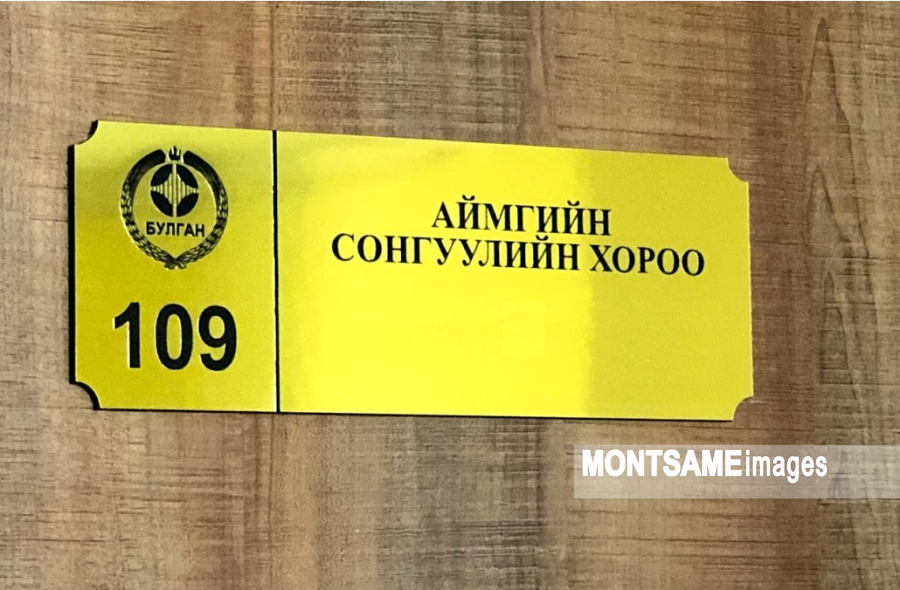 БУЛГАН
109
АЙМГИЙН
СОНГУУЛИЙН ХОРОО
MONTSAMEimages